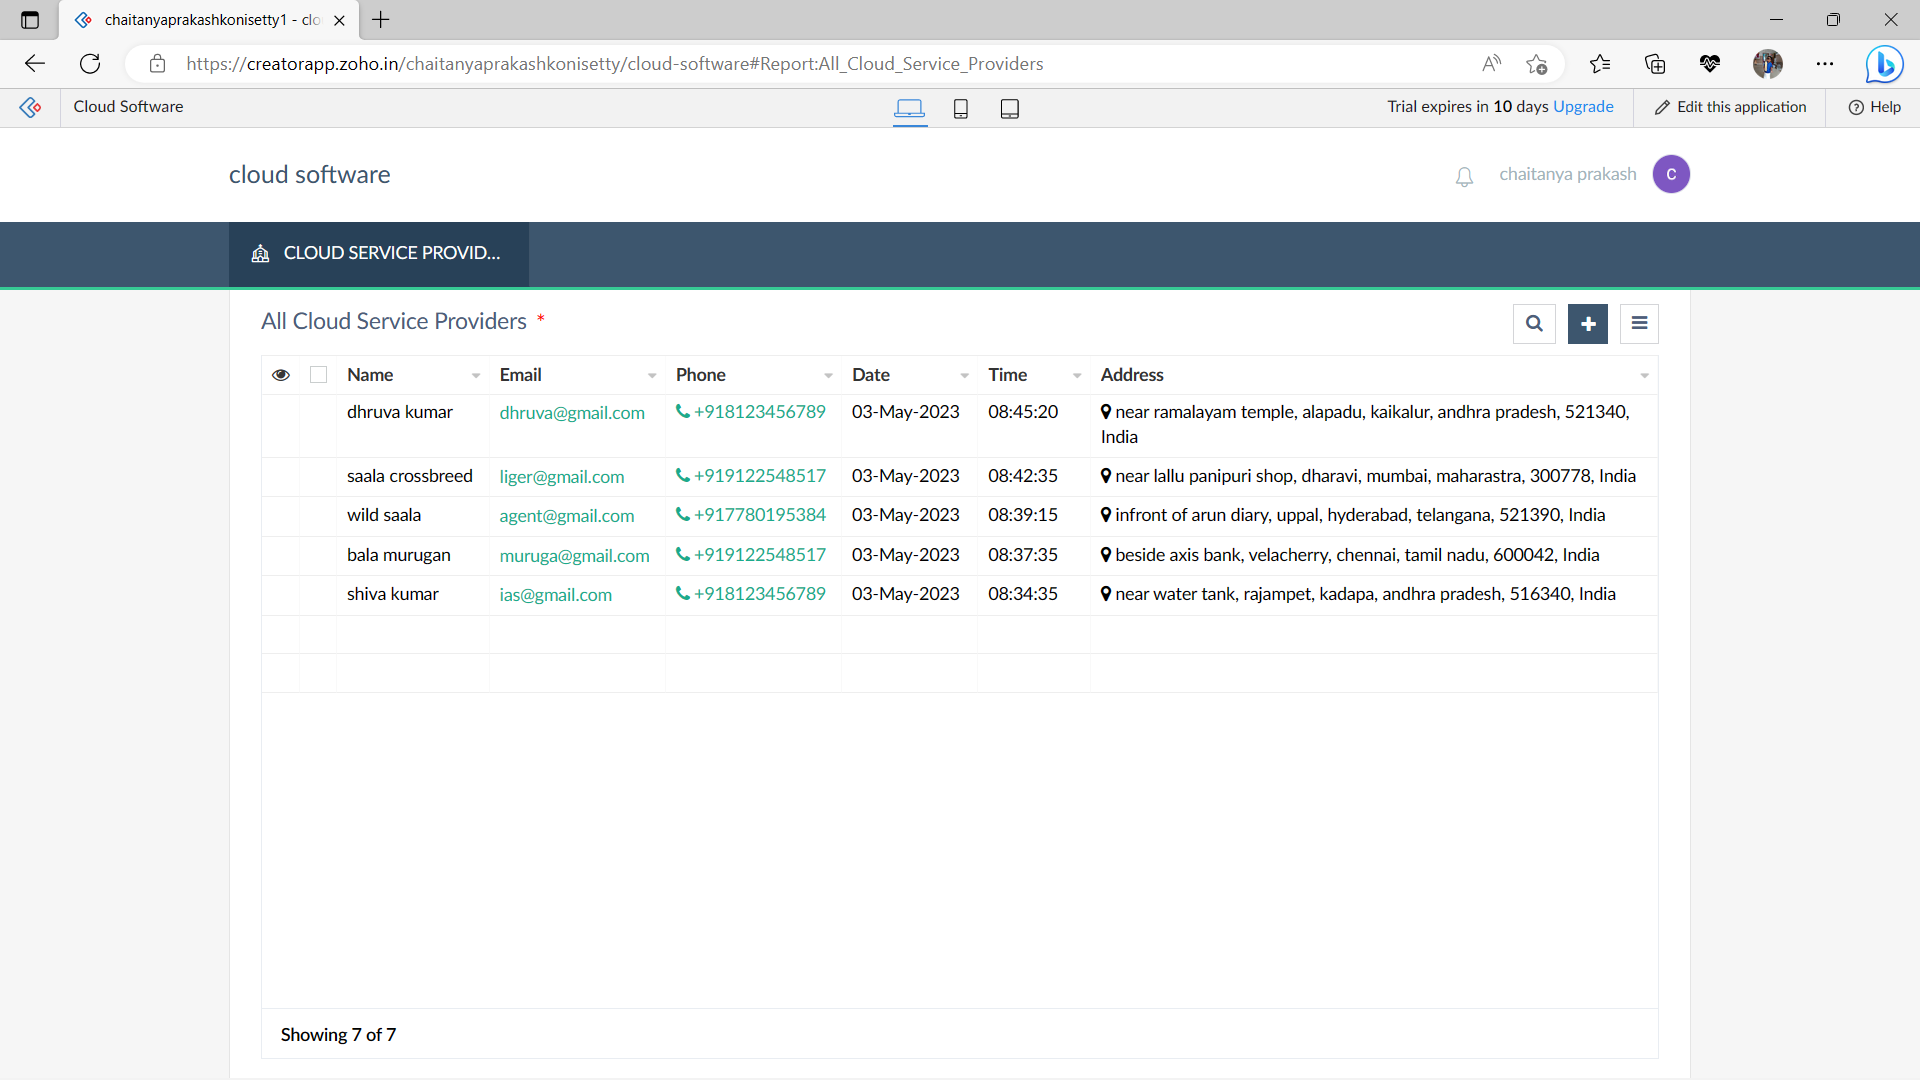 chaitanyaprakashkonisetty1 - clo
https://creatorapp.zoho.in/chaitanyaprakashkonisetty/cloud-software#Report:All_Cloud_Service_Providers
Cloud Software
Trial expires in 10 days Upgrade
Edit this application
Help
cloud software
chaitanya prakash
C
CLOUD SERVICE PROVID...
All Cloud Service Providers *
Name Email Phone Date Time Address
dhruva kumar dhruva@gmail.com +918123456789 03-May-2023 08:45:20 near ramalayam temple, alapadu, kaikalur, andhra pradesh, 521340,
India
saala crossbreed liger@gmail.com +919122548517 03-May-2023 08:42:35 near lallu panipuri shop, dharavi, mumbai, maharastra, 300778, India
wild saala agent@gmail.com +917780195384 03-May-2023 08:39:15 infront of arun diary, uppal, hyderabad, telangana, 521390, India
bala murugan muruga@gmail.com +919122548517 03-May-2023 08:37:35 beside axis bank, velacherry, chennai, tamil nadu, 600042, India
shiva kumar ias@gmail.com +918123456789 03-May-2023 08:34:35 near water tank, rajampet, kadapa, andhra pradesh, 516340, India
Showing 7 of 7